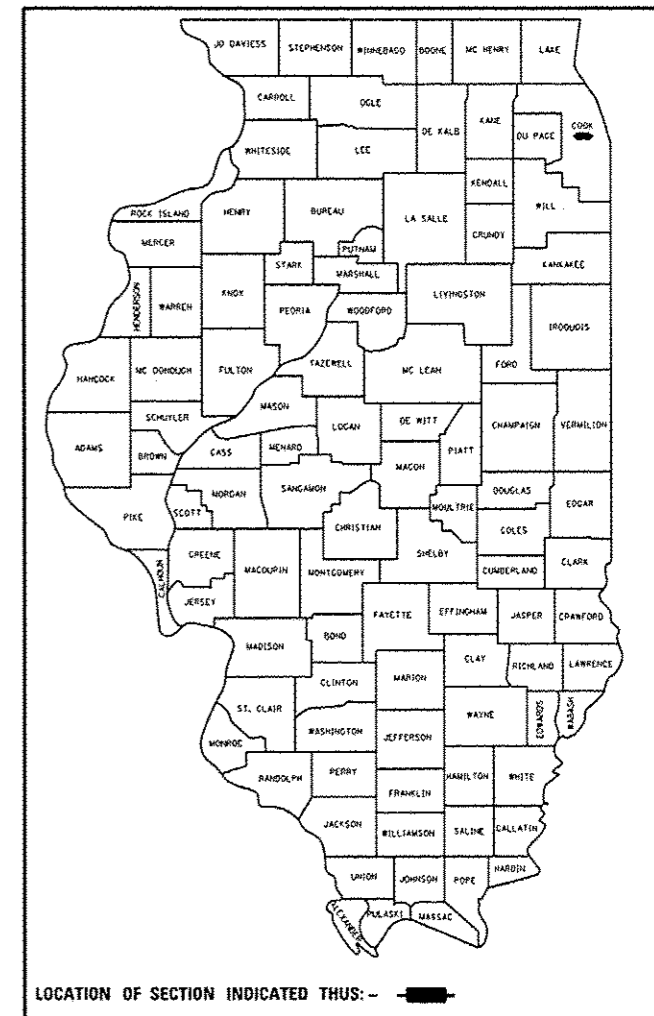 JO DAVIESS STEPHENSON WINNEBAGO BOONE MC HENRY LAKE
CARROLL OGLE DE KALB KANE DU PAGE COOK
WHITESIDE LEE
KENDALL WILL
ROCK ISLAND HENRY BUREAU LA SALLE GRUNDY
MERCER PUTNAM
STARK MARSHALL KANKAKEE
HENDERSON WARREN KNOX PEORIA WOODFORD LIVINGSTON IROQUOIS
HANCOCK MC DONOUGH FULTON TAZEWELL MC LEAN FORD
MASON
SCHUYLER LOGAN DE WITT CHAMPAIGN VERMILION
ADAMS BROWN CASS MENARD MACON PIATT
SANGAMON DOUGLAS
PIKE SCOTT MORGAN CHRISTIAN MOULTRIE EDGAR
COLES
GREENE SHELBY
CALHOUN MACOUPIN MONTGOMERY CUMBERLAND CLARK
JERSEY FAYETTE EFFINGHAM JASPER CRAWFORD
MADISON BOND
CLAY RICHLAND LAWRENCE
CLINTON MARION
ST. CLAIR WAYNE EDWARDS WABASH
MONROE WASHINGTON JEFFERSON
RANDOLPH PERRY HAMILTON WHITE
FRANKLIN
JACKSON WILLIAMSON SALINE GALLATIN
UNION JOHNSON POPE HARDIN
ALEXANDER PULASKI MASSAC
LOCATION OF SECTION INDICATED THUS: -